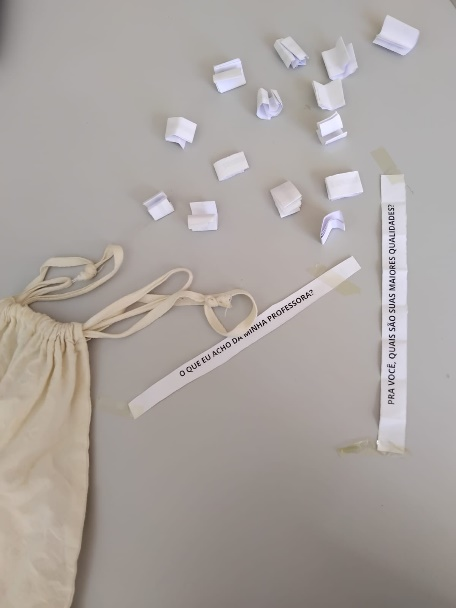 O QUE EU ACHO DA MINHA PROFESSORA?
PRA VOCÊ, QUAIS SÃO SUAS MAIORES QUALIDADES?